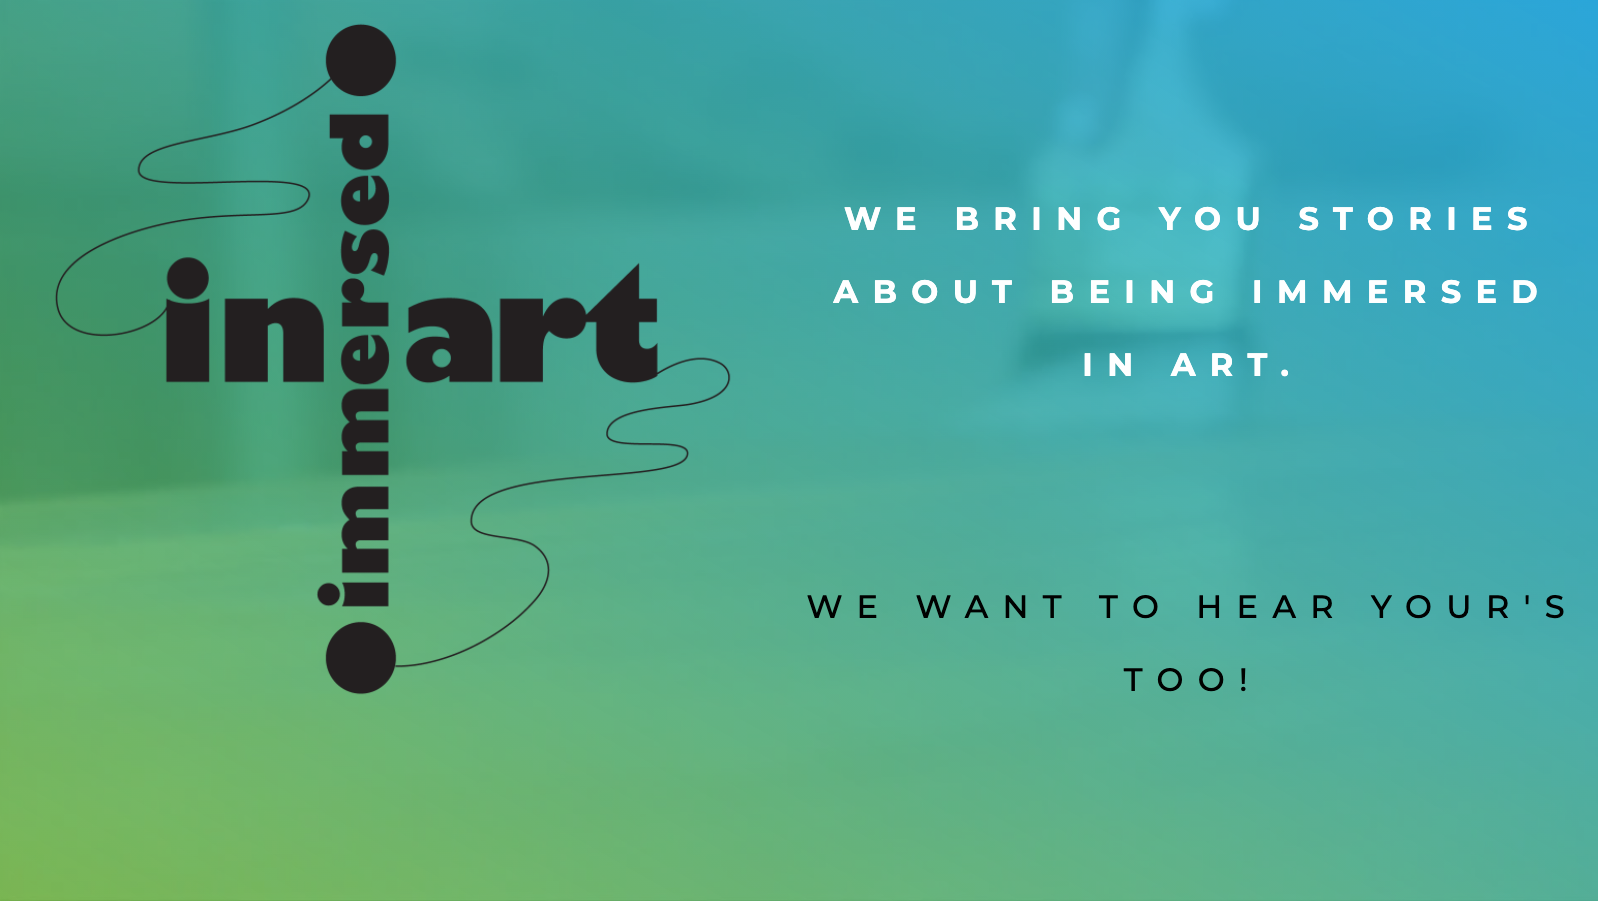 immersed
in art
WE BRING YOU STORIES
ABOUT BEING IMMERSED
IN ART.
WE WANT TO HEAR YOUR'S
TOO!